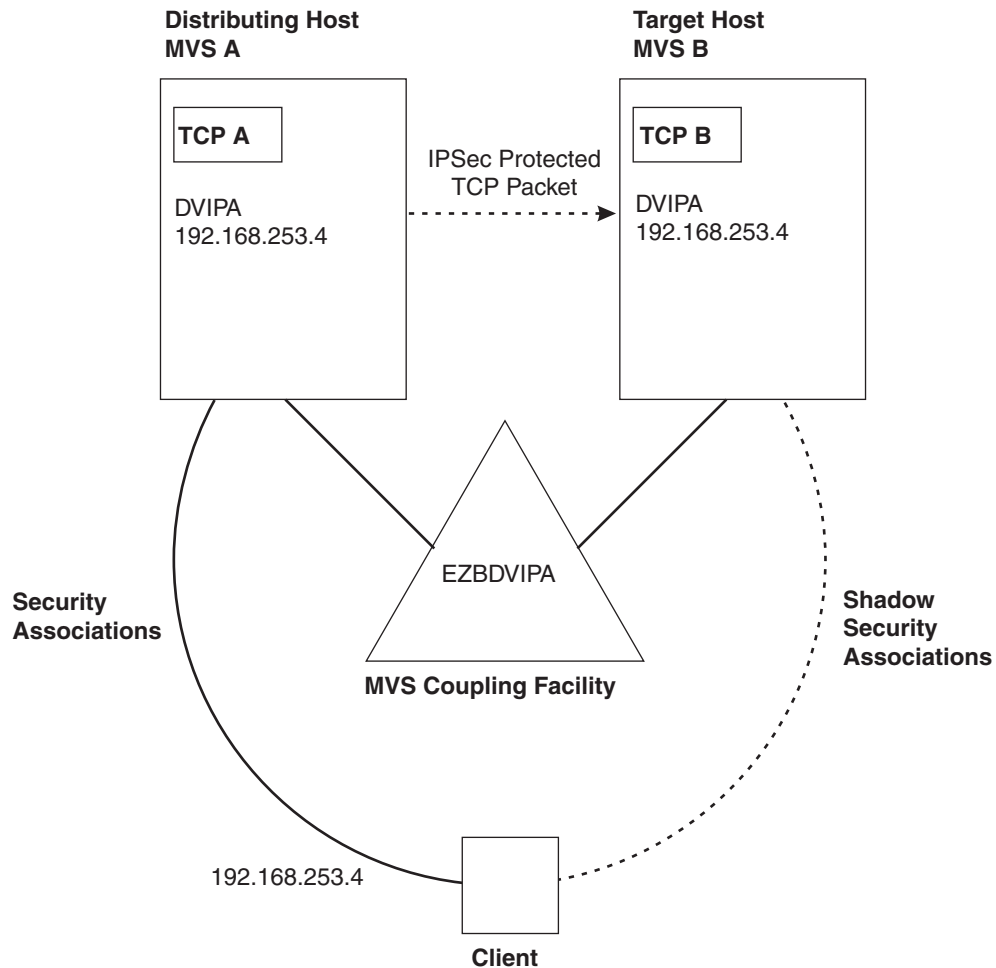 Distributing Host
MVS A
Target Host
MVS B
TCP A
TCP B
IPSec Protected
TCP Packet
DVIPA
192.168.253.4
DVIPA
192.168.253.4
EZBDVIPA
Security
Associations
Shadow
Security
Associations
MVS Coupling Facility
192.168.253.4
Client